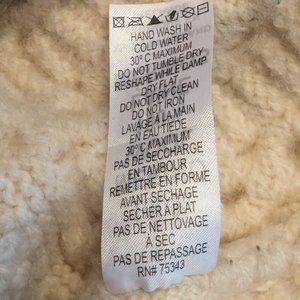 HAND WASH IN
COLD WATER
30° C MAXIMUM
DO NOT TUMBLE DRY
RESHAPE WHILE DAMP
DRY FLAT
DO NOT DRY CLEAN
DO NOT IRON
LAVAGE À LA MAIN
EN EAU TIEDE
30° C MAXIMUM
PAS DE SECCHARGE
EN TAMBOUR
REMETTRE EN FORME
AVANT SECHAGE
SECHER A PLAT
PAS DE NETTOYAGE
A SEC
PAS DE REPASSAGE
RN# 75343